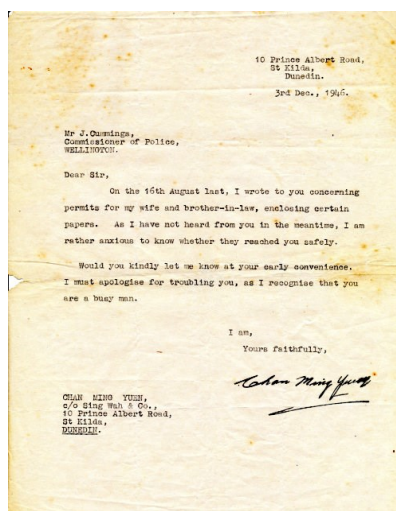 10 Prince Albert Road,
St Kilda,
Dunedin.
3rd Dec., 1946.
Mr J.Cummings,
Commissioner of Police,
WELLINGTON.
Dear Sir,
On the 16th August last, I wrote to you concerning
permits for my wife and brother-in-law, enclosing certain
papers. As I have not heard from you in the meantime, I am
rather anxious to know whether they reached you safely.
Would you kindly let me know at your early convenience.
I must apologise for troubling you, as I recognise that you
are a busy man.
I am,
Yours faithfully,
Chan Ming Yuen
CHAN MING YUEN,
c/o Sing Wah & Co.,
10 Prince Albert Road,
St Kilda,
DUNEDIN.